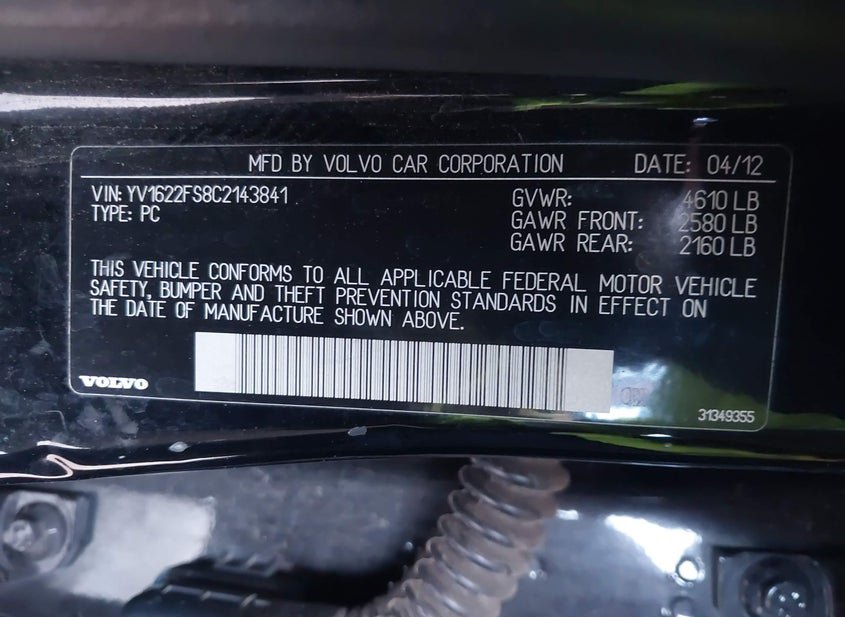 MFD BY VOLVO CAR CORPORATION DATE: 04/12
VIN: YV1622FS8C2143841 GVWR: 4610 LB
TYPE: PC GAWR FRONT: 2580 LB
GAWR REAR: 2160 LB
THIS VEHICLE CONFORMS TO ALL APPLICABLE FEDERAL MOTOR VEHICLE
SAFETY, BUMPER AND THEFT PREVENTION STANDARDS IN EFFECT ON
THE DATE OF MANUFACTURE SHOWN ABOVE.
VOLVO
31349355